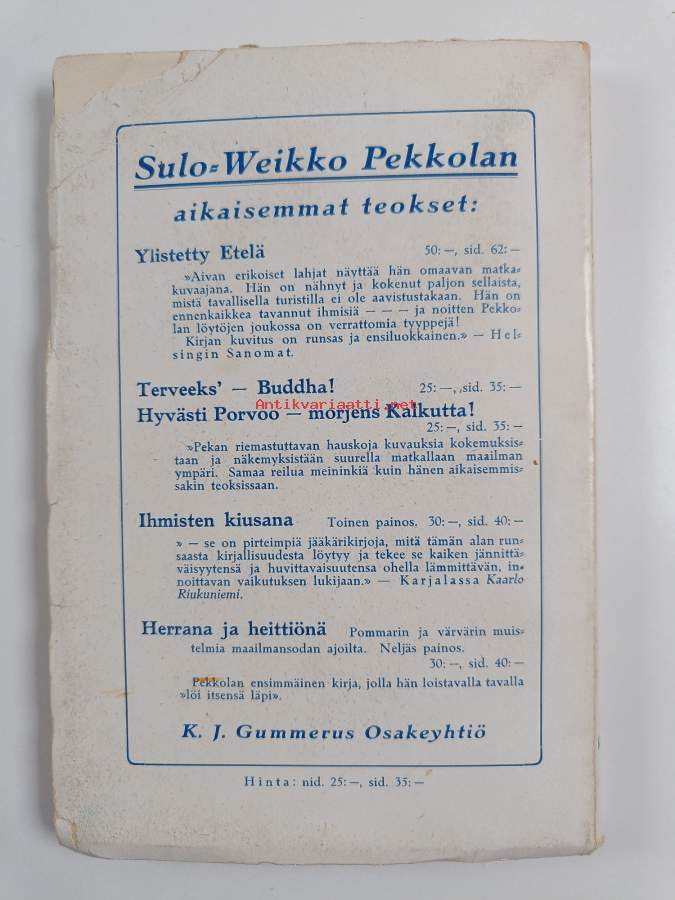 Sulo=Weikko Pekkolan
aikaisemmat teokset:
Ylistetty Etelä 50:—, sid. 62:—
»Aivan erikoiset lahjat näyttää hän omaavan matka=
kuvaajana. Hän on nähnyt ja kokenut paljon sellaista,
mistä tavallisella turistilla ei ole aavistustakaan. Hän on
ennenkaikkea tavannut ihmisiä — — — ja noitten Pekko=
lan löytöjen joukossa on verrattomia tyyppejä!
Kirjan kuvitus on runsas ja ensiluokkainen.» — Hel=
singin Sanomat.
Terveeks' — Buddha! 25:—, sid. 35:—
Antikvariaatti.net
Hyvästi Porvoo — morjens Kalkutta!
25:—, sid. 35:—
»Pekan riemastuttavan hauskoja kuvauksia kokemuksis=
taan ja näkemyksistään suurella matkallaan maailman
ympäri. Samaa reilua meininkiä kuin hänen aikaisemmis=
sakin teoksissaan.
Ihmisten kiusana Toinen painos, 30:—, sid. 40:—
» — se on pirteimpiä jääkärikirjoja, mitä tämän alan run=
saasta kirjallisuudesta löytyy ja tekee se kaiken jännittä=
väisyytensä ja huvittavaisuutensa ohella lämmittävän, in=
noittavan vaikutuksen lukijaan.» — Karjalassa Kaarlo
Riukuniemi.
Herrana ja heittiönä Pommarin ja värvärin muis=
telmia maailmansodan ajoilta. Neljäs painos.
30:—, sid. 40:—
Pekkolan ensimmäinen kirja, jolla hän loistavalla tavalla
»löi itsensä läpi».
K. J. Gummerus Osakeyhtiö
Hinta: nid. 25:—, sid. 35:—